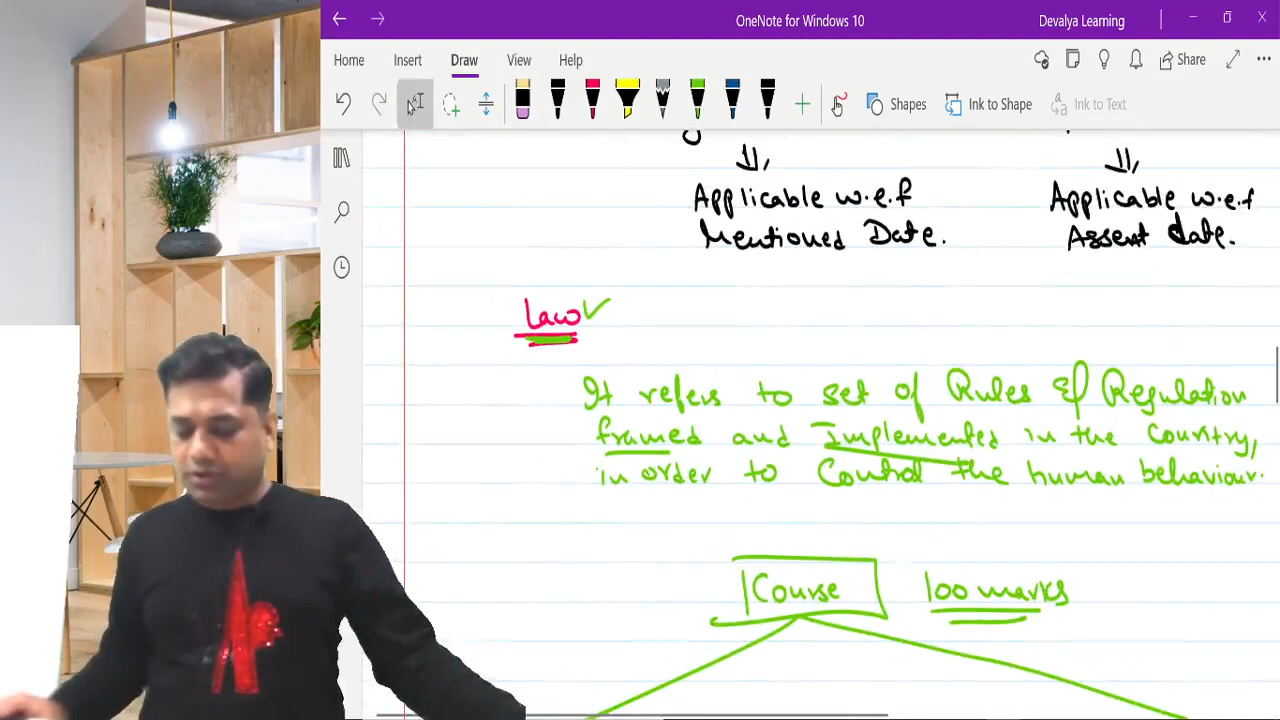 OneNote for Windows 10
Devalya Learning
Home Insert Draw View Help
Share
Shapes
Ink to Shape
Ink to Text
Applicable w.e.f
Mentioned Date.
Applicable w.e.f
Assent date.
Law
It refers to set of Rules & Regulation
framed and Implemented in the Country,
in order to Control the human behaviour.
Course
100 marks